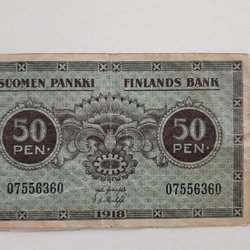 SUOMEN PANKKI FINLANDS BANK
50 PEN· 50 PEN·
07556360 07556360
1918